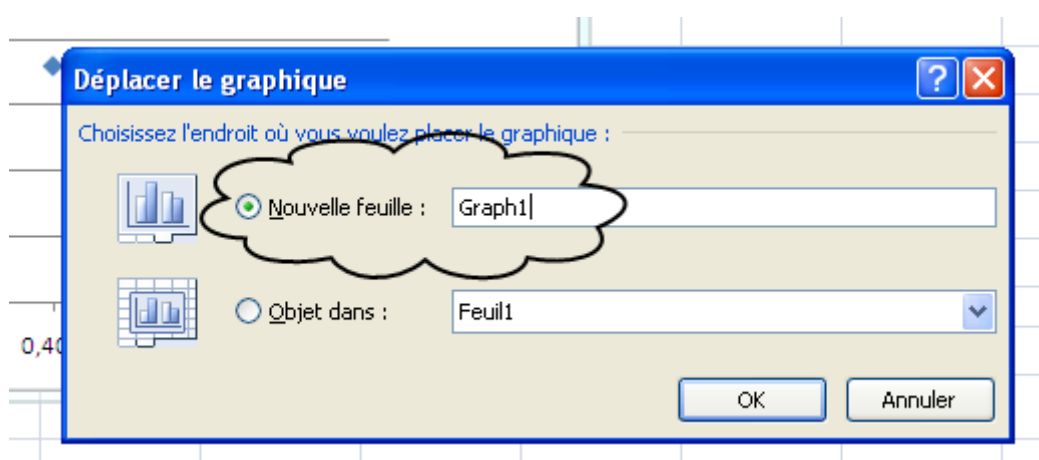 Déplacer le graphique
Choisissez l'endroit où vous voulez placer le graphique :
Nouvelle feuille : Graph1
Objet dans : Feuil1
0,40
OK Annuler